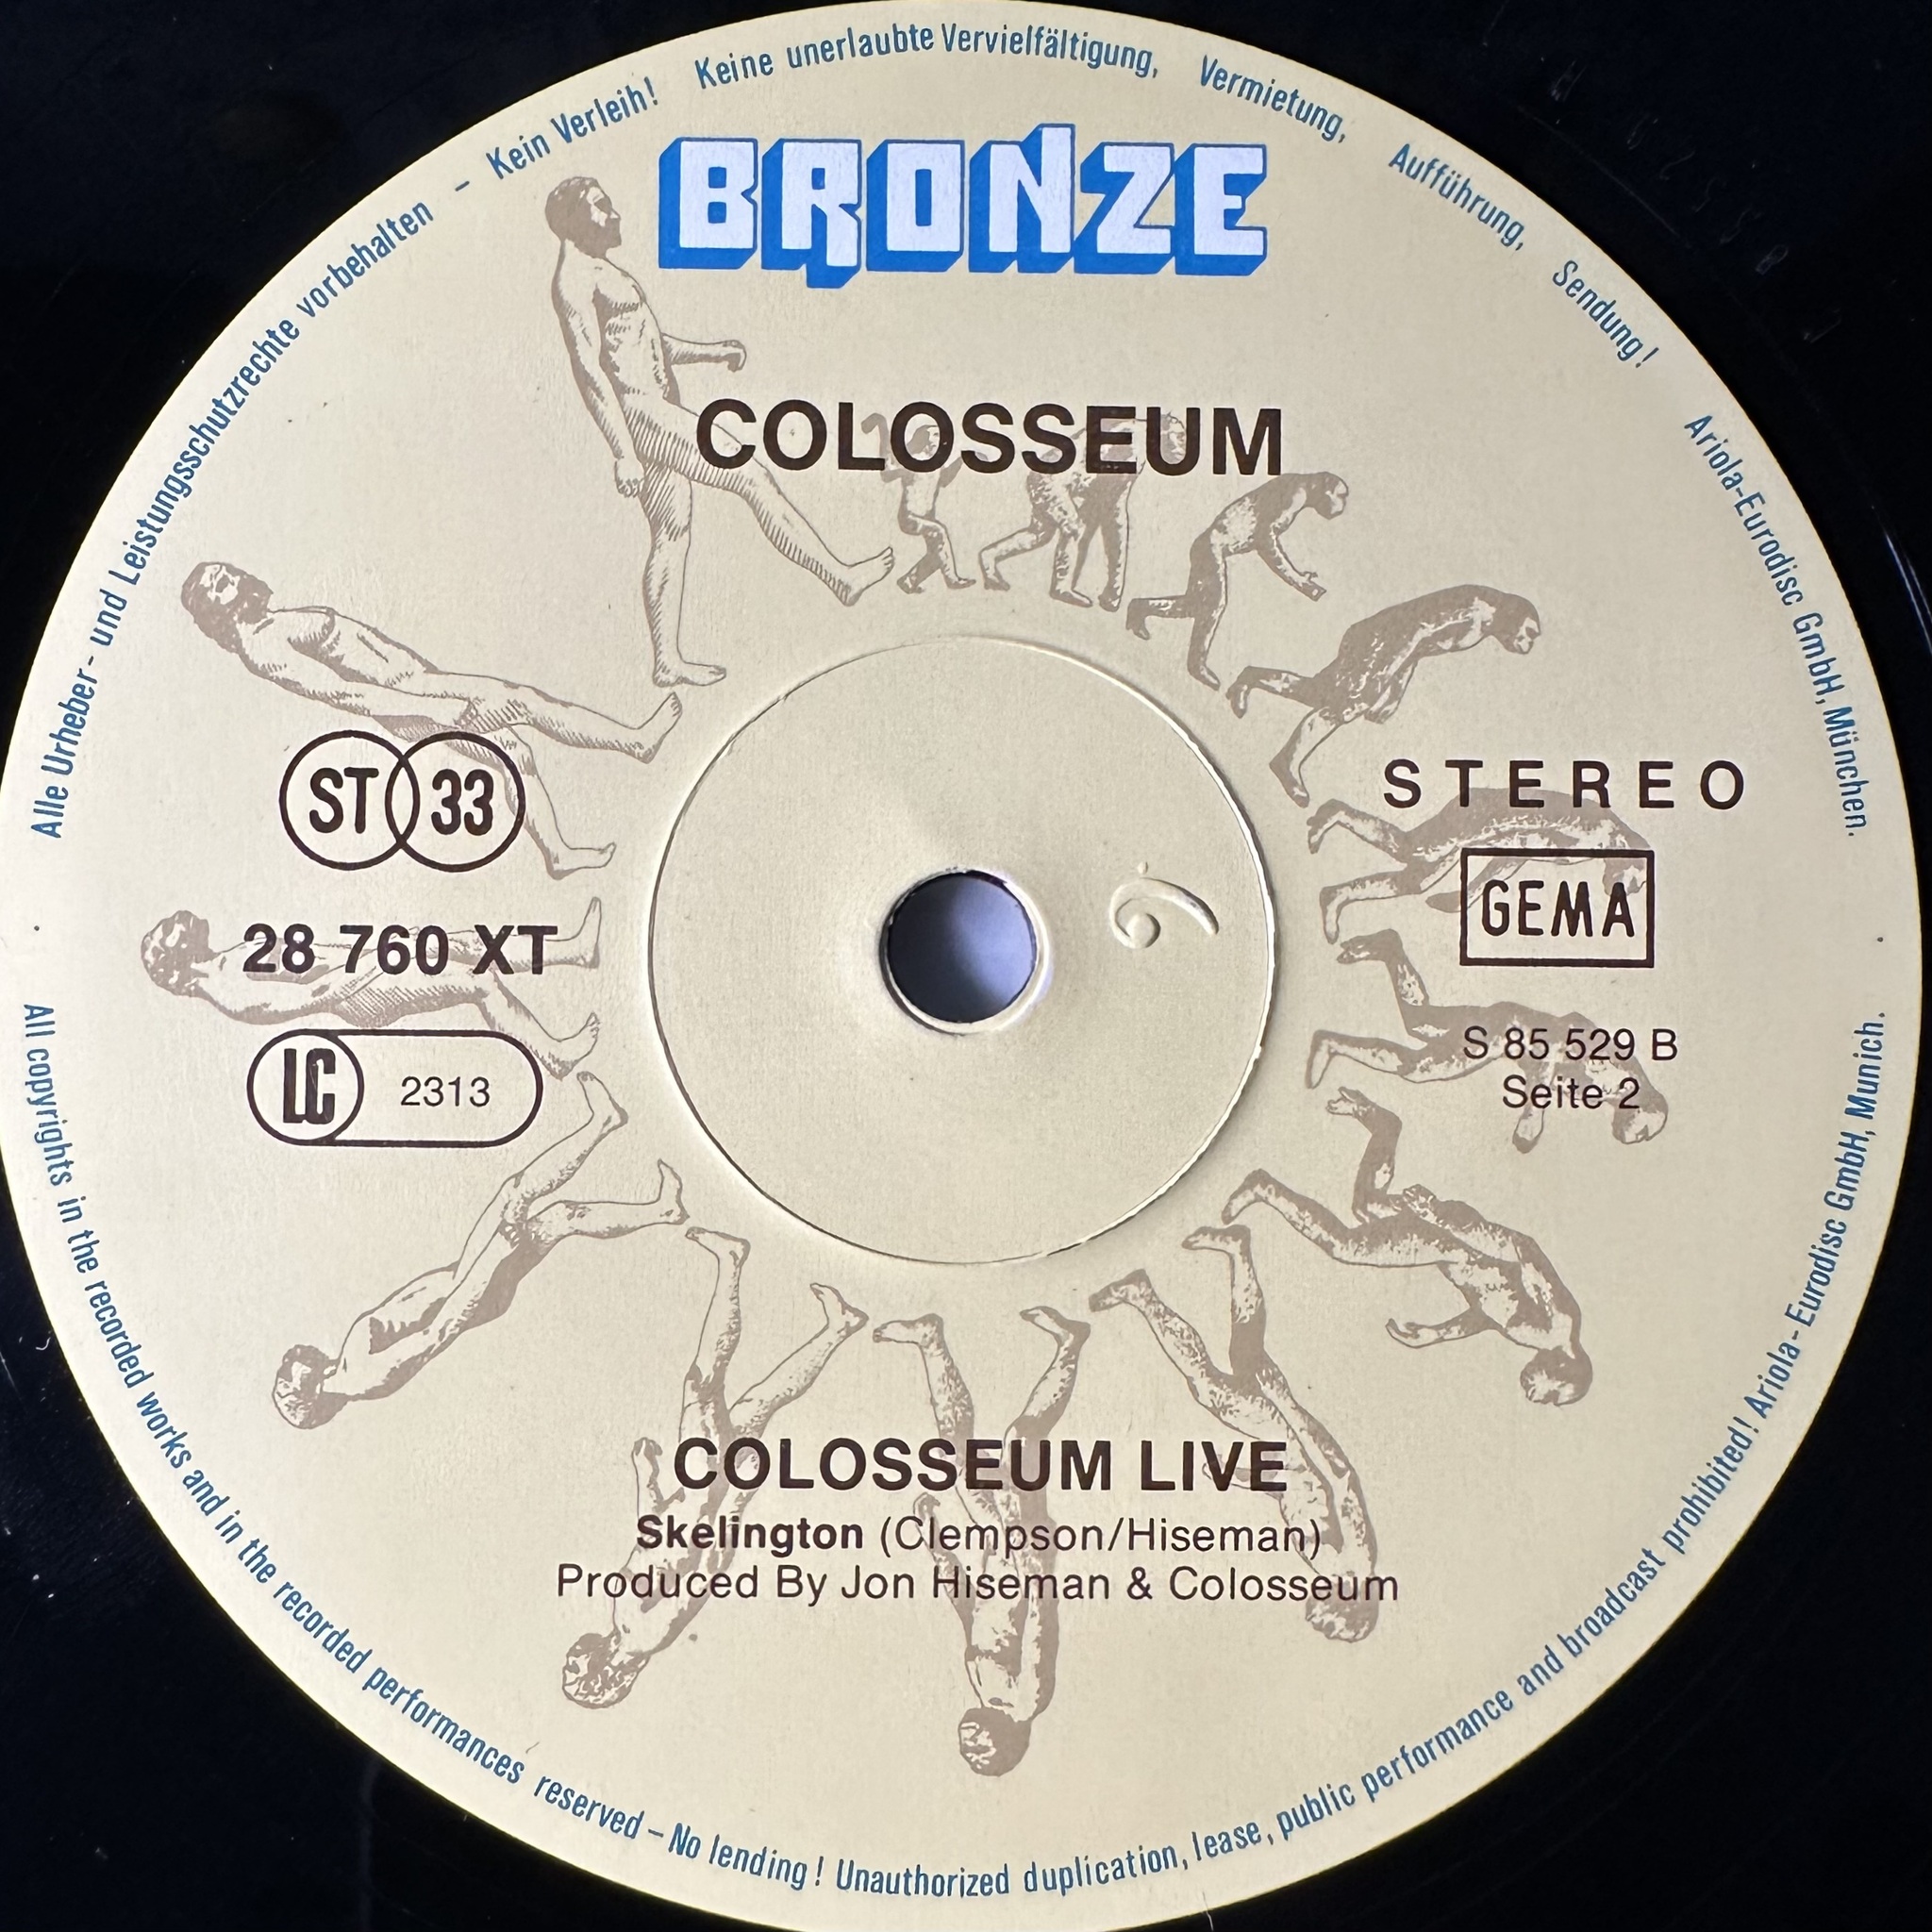 Alle Urheber- und Leistungsschutzrechte vorbehalten – Kein Verleih! Keine unerlaubte Vervielfältigung, Vermietung, Aufführung, Sendung! Ariola-Eurodisc GmbH, München.
BRONZE
COLOSSEUM
ST 33
STEREO
GEMA
28 760 XT
LC 2313
S 85 529 B
Seite 2
COLOSSEUM LIVE
Skelington (Clempson/Hiseman)
Produced By Jon Hiseman & Colosseum
All copyrights in the recorded works and in the recorded performances reserved – No lending! Unauthorized duplication, lease, public performance and broadcast prohibited! Ariola-Eurodisc GmbH, Munich.